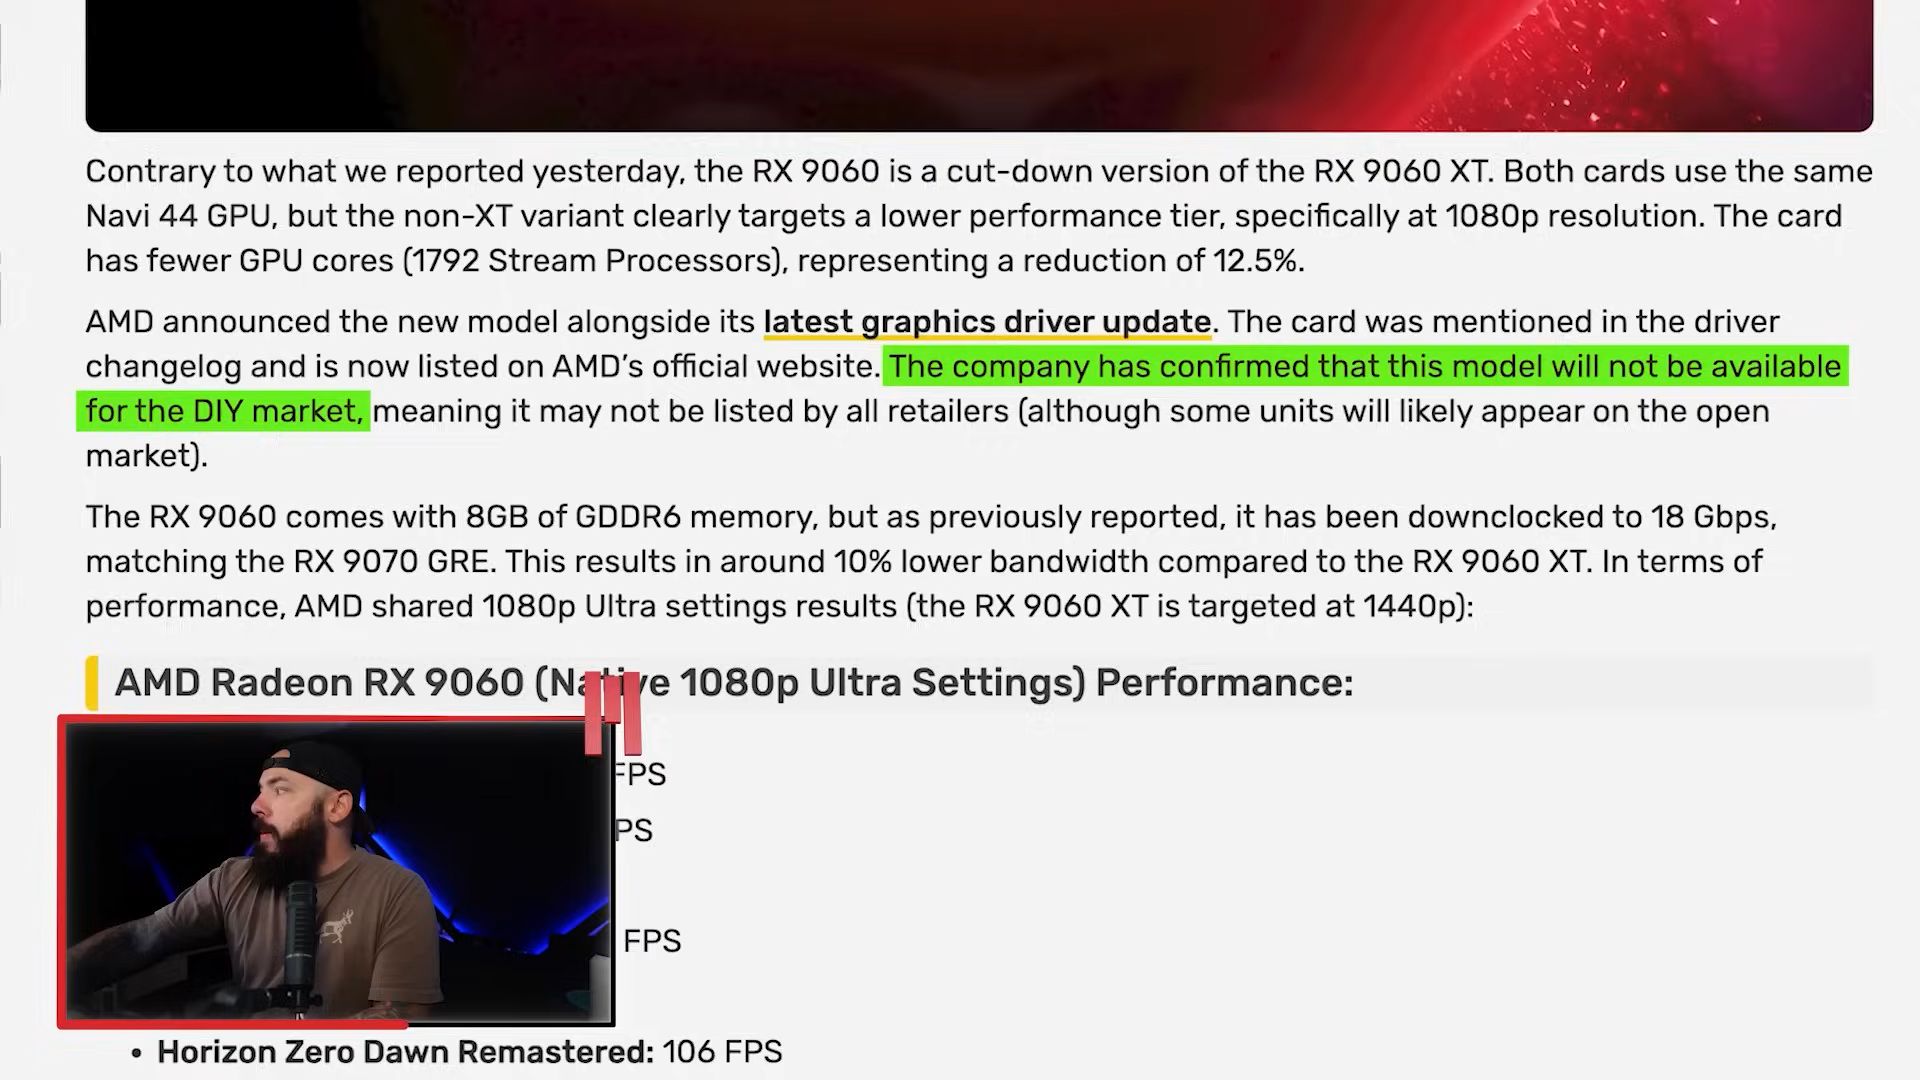 Contrary to what we reported yesterday, the RX 9060 is a cut-down version of the RX 9060 XT. Both cards use the same
Navi 44 GPU, but the non-XT variant clearly targets a lower performance tier, specifically at 1080p resolution. The card
has fewer GPU cores (1792 Stream Processors), representing a reduction of 12.5%.
AMD announced the new model alongside its latest graphics driver update. The card was mentioned in the driver
changelog and is now listed on AMD’s official website. The company has confirmed that this model will not be available
for the DIY market, meaning it may not be listed by all retailers (although some units will likely appear on the open
market).
The RX 9060 comes with 8GB of GDDR6 memory, but as previously reported, it has been downclocked to 18 Gbps,
matching the RX 9070 GRE. This results in around 10% lower bandwidth compared to the RX 9060 XT. In terms of
performance, AMD shared 1080p Ultra settings results (the RX 9060 XT is targeted at 1440p):
AMD Radeon RX 9060 (Native 1080p Ultra Settings) Performance:
FPS
PS
FPS
• Horizon Zero Dawn Remastered: 106 FPS